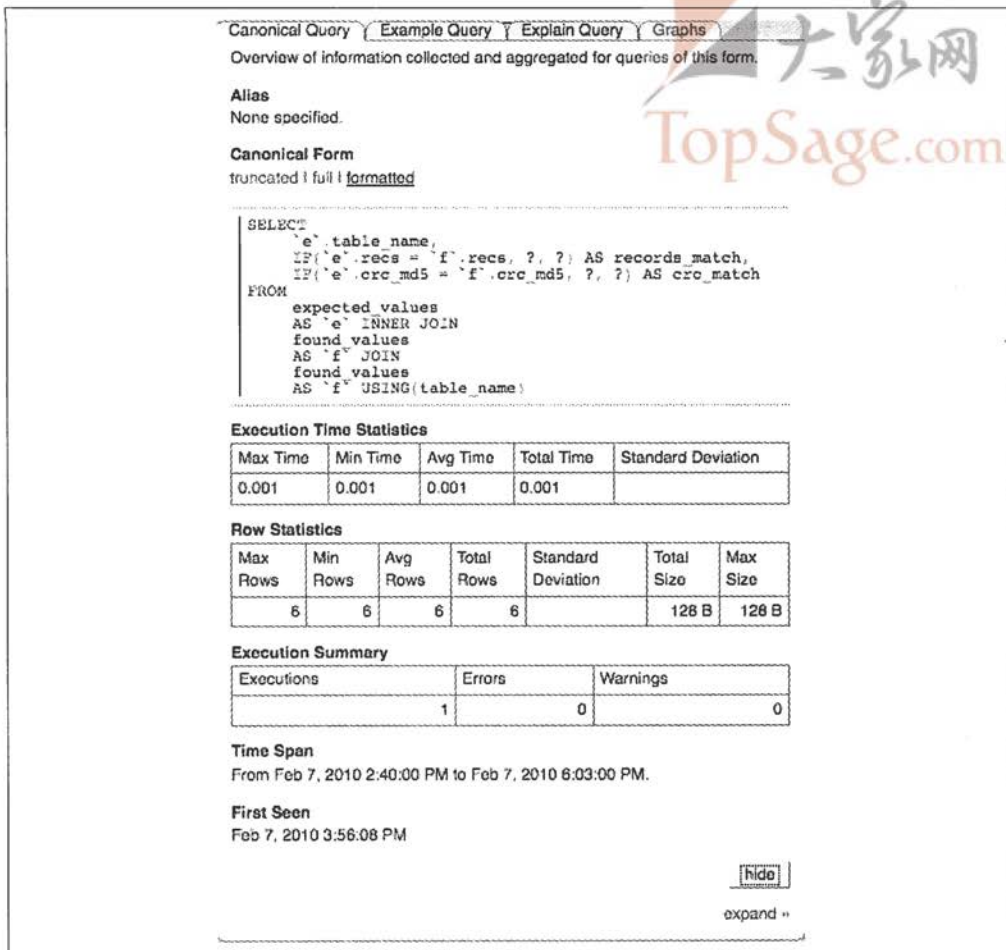 Canonical Query Example Query Explain Query Graphs
Overview of information collected and aggregated for queries of this form.
大家网
TopSage.com
Alias
None specified.
Canonical Form
truncated | full | formatted
SELECT
`e`.table_name,
IF(`e`.recs = `f`.recs, ?, ?) AS records_match,
IF(`e`.crc_md5 = `f`.crc_md5, ?, ?) AS crc_match
FROM
expected_values
AS `e` INNER JOIN
found_values
AS `f` JOIN
found_values
AS `f` USING(table_name)
Execution Time Statistics
Max Time Min Time Avg Time Total Time Standard Deviation
0.001 0.001 0.001 0.001
Row Statistics
Max Rows Min Rows Avg Rows Total Rows Standard Deviation Total Size Max Size
6 6 6 6 128 B 128 B
Execution Summary
Executions Errors Warnings
1 0 0
Time Span
From Feb 7, 2010 2:40:00 PM to Feb 7, 2010 6:03:00 PM.
First Seen
Feb 7, 2010 3:56:08 PM
hide
expand »